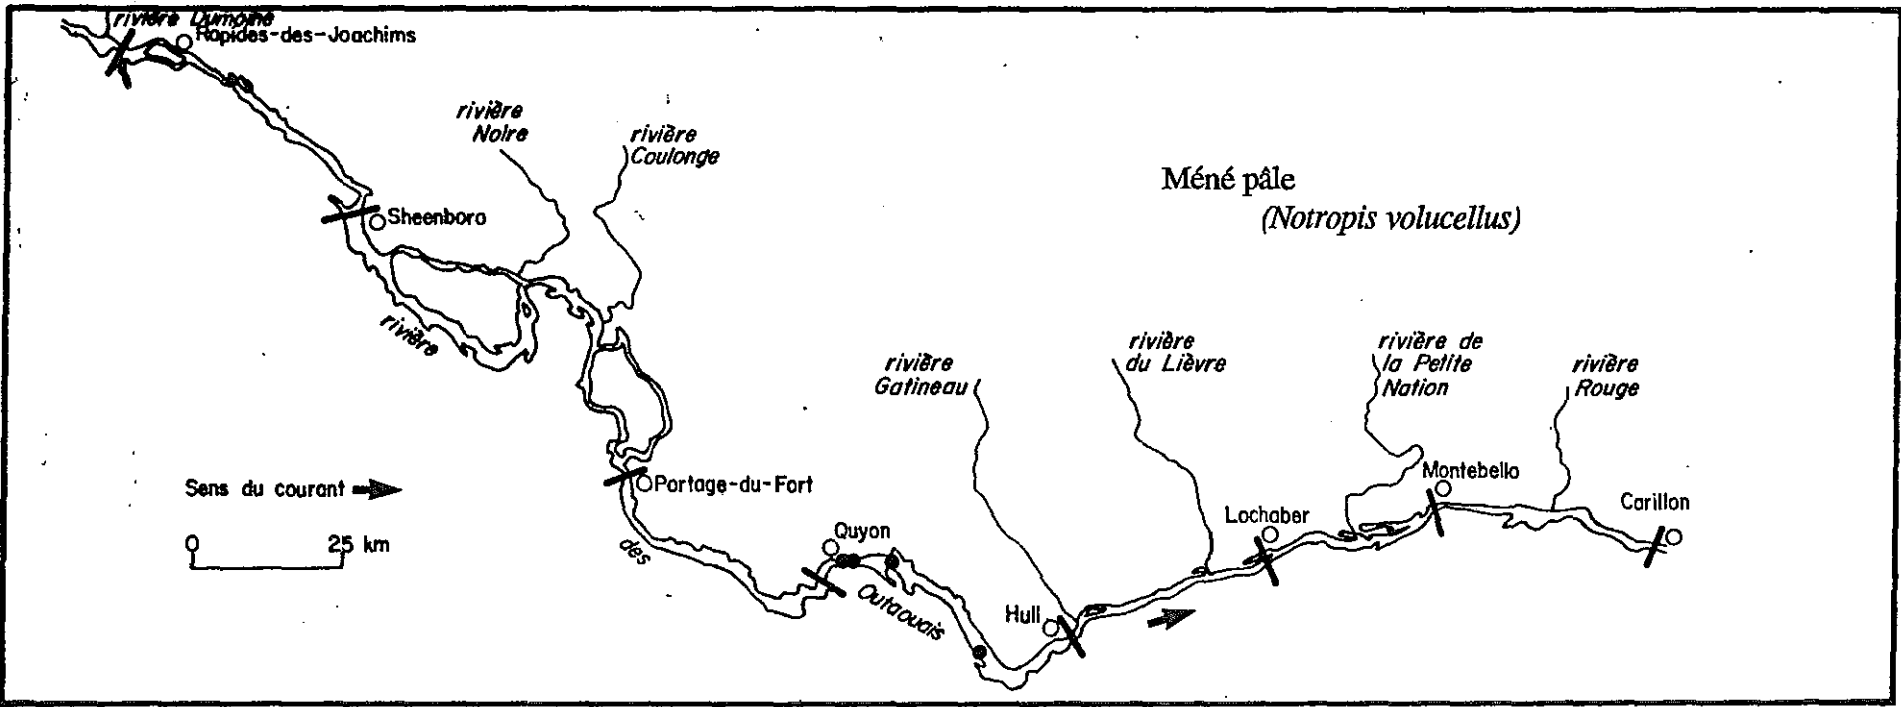 rivière Dumoine
Rapides-des-Joachims
rivière
Noire
rivière
Coulonge
Méné pâle
(Notropis volucellus)
Sheenboro
rivière
rivière
Gatineau
rivière
du Lièvre
rivière de
la Petite
Nation
rivière
Rouge
Sens du courant
Portage-du-Fort
Montebello
Carillon
Lochaber
0 25 km
Quyon
des
Outaouais
Hull